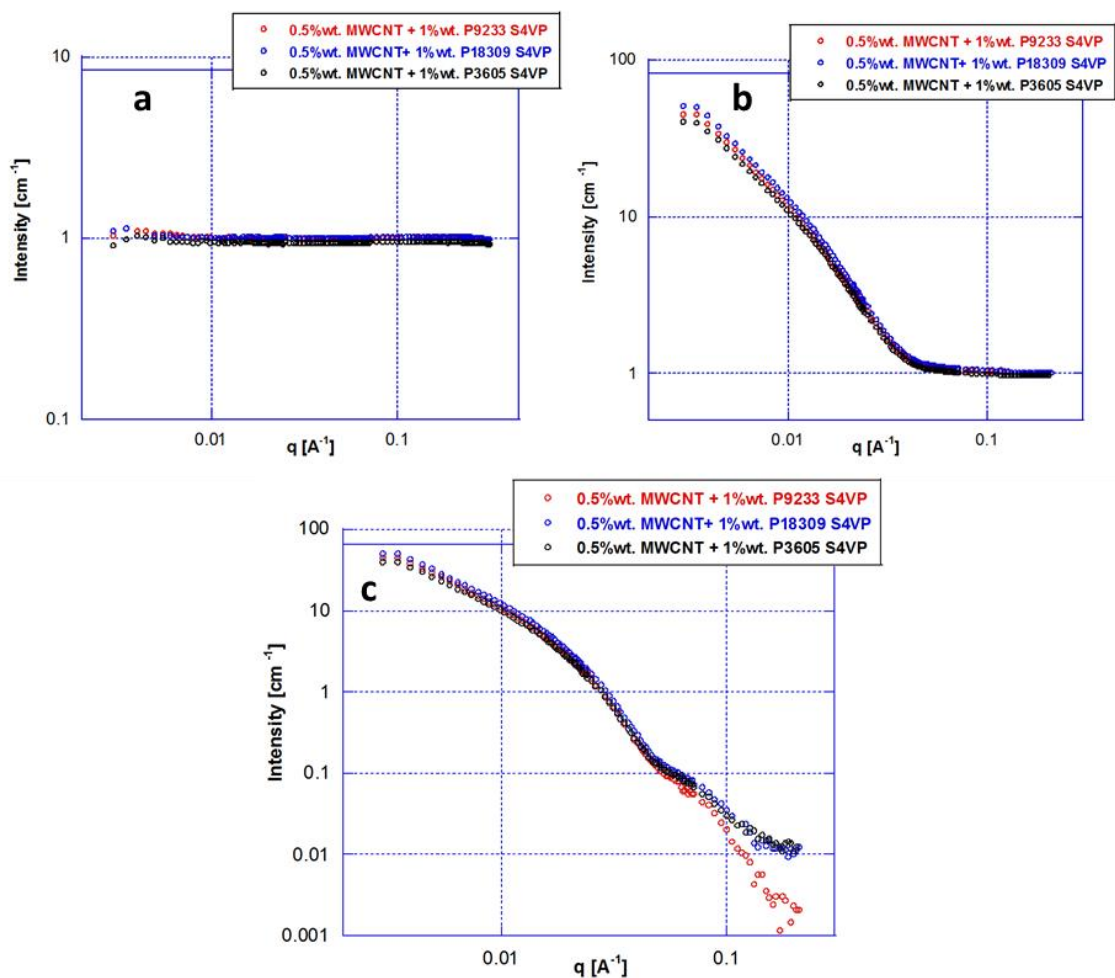 0.5%wt. MWCNT + 1%wt. P9233 S4VP
0.5%wt. MWCNT+ 1%wt. P18309 S4VP
0.5%wt. MWCNT + 1%wt. P3605 S4VP
a
10
1
0.1
Intensity [cm⁻¹]
0.01
0.1
q [A⁻¹]
0.5%wt. MWCNT + 1%wt. P9233 S4VP
0.5%wt. MWCNT+ 1%wt. P18309 S4VP
0.5%wt. MWCNT + 1%wt. P3605 S4VP
b
100
10
1
Intensity [cm⁻¹]
0.01
0.1
q [A⁻¹]
0.5%wt. MWCNT + 1%wt. P9233 S4VP
0.5%wt. MWCNT+ 1%wt. P18309 S4VP
0.5%wt. MWCNT + 1%wt. P3605 S4VP
c
100
10
1
0.1
0.01
0.001
Intensity [cm⁻¹]
0.01
0.1
q [A⁻¹]